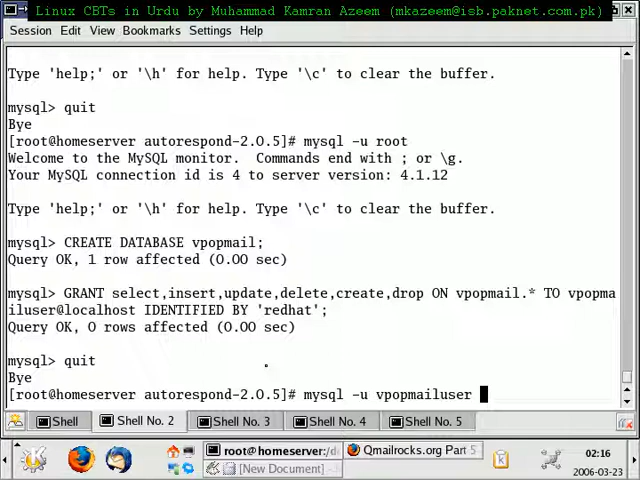 Linux CBTs in Urdu by Muhammad Kamran Azeem (mkazeem@isb.paknet.com.pk)
Session Edit View Bookmarks Settings Help
Type 'help;' or '\h' for help. Type '\c' to clear the buffer.
mysql> quit
Bye
[root@homeserver autorespond-2.0.5]# mysql -u root
Welcome to the MySQL monitor.  Commands end with ; or \g.
Your MySQL connection id is 4 to server version: 4.1.12
Type 'help;' or '\h' for help. Type '\c' to clear the buffer.
mysql> CREATE DATABASE vpopmail;
Query OK, 1 row affected (0.00 sec)
mysql> GRANT select,insert,update,delete,create,drop ON vpopmail.* TO vpopma
iluser@localhost IDENTIFIED BY 'redhat';
Query OK, 0 rows affected (0.00 sec)
mysql> quit
Bye
[root@homeserver autorespond-2.0.5]# mysql -u vpopmailuser
Shell Shell No. 2 Shell No. 3 Shell No. 4 Shell No. 5
root@homeserver:/d Qmailrocks.org Part 5
[New Document]
02:16
2006-03-23